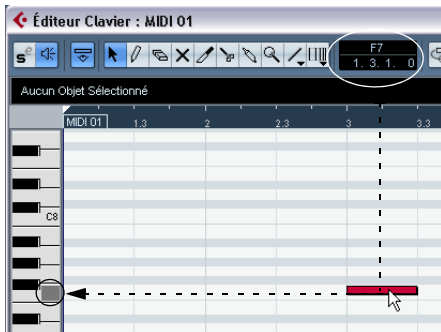 Éditeur Clavier : MIDI 01
s e
F7
1. 3. 1. 0
Aucun Objet Sélectionné
MIDI 01 1.3 2 2.3 3 3.3
C8